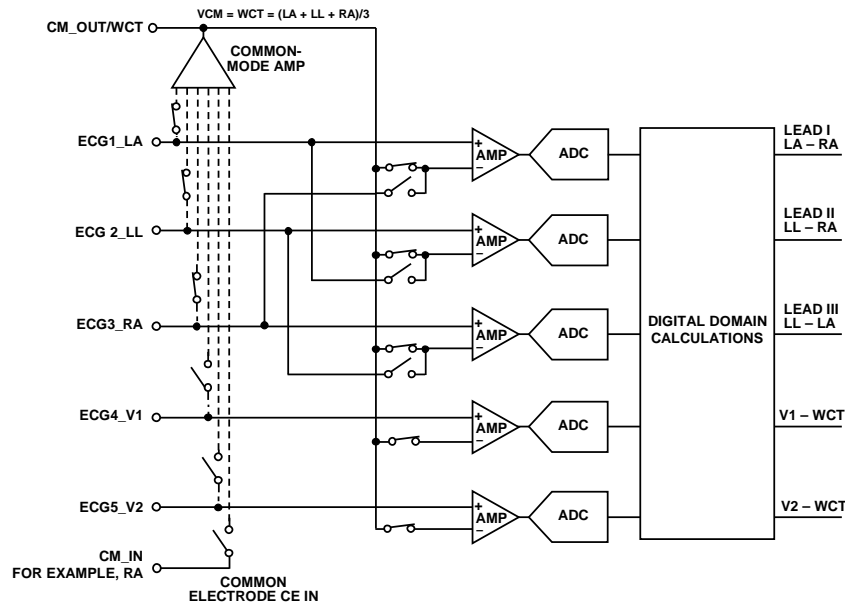 VCM = WCT = (LA + LL + RA)/3
CM_OUT/WCT
COMMON-
MODE AMP
ECG1_LA
+
AMP
–
ADC
LEAD I
LA – RA
ECG 2_LL
+
AMP
–
ADC
LEAD II
LL – RA
ECG3_RA
+
AMP
–
ADC
DIGITAL DOMAIN
CALCULATIONS
LEAD III
LL – LA
ECG4_V1
+
AMP
–
ADC
V1 – WCT
ECG5_V2
+
AMP
–
ADC
V2 – WCT
CM_IN
FOR EXAMPLE, RA
COMMON
ELECTRODE CE IN